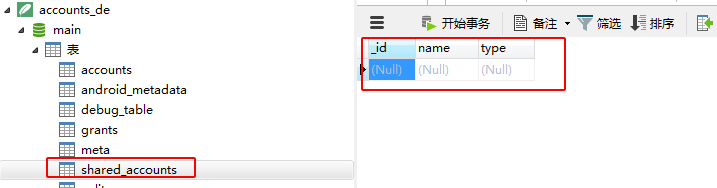 accounts_de
main
表
accounts
android_metadata
debug_table
grants
meta
shared_accounts
开始事务 备注 筛选 排序
_id name type
(Null) (Null) (Null)